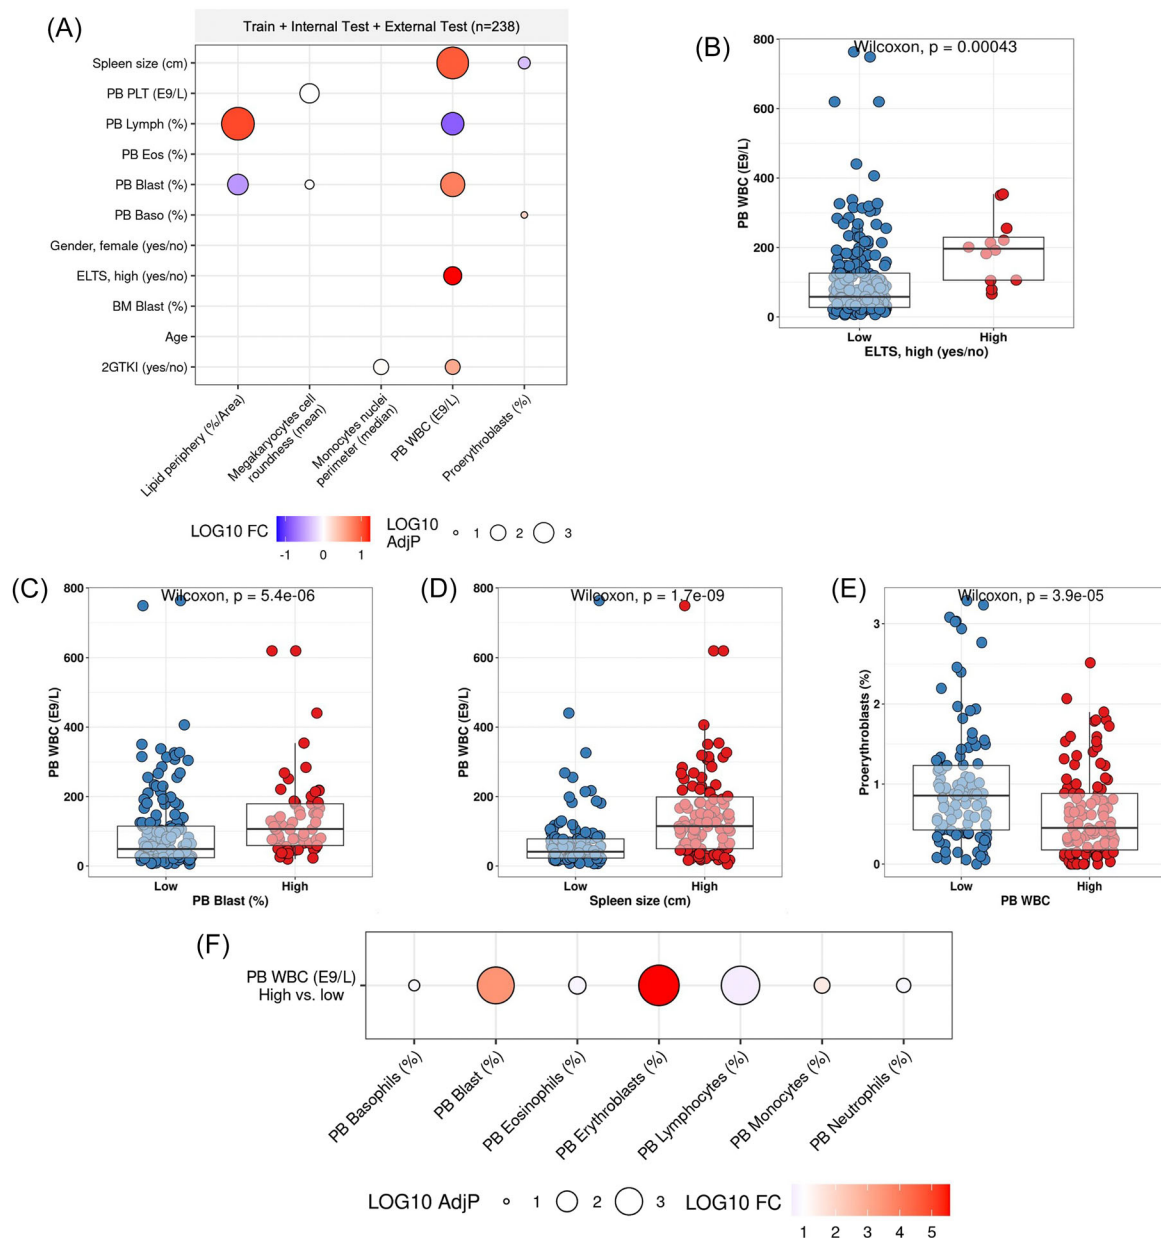 (A)
Train + Internal Test + External Test (n=238)
Spleen size (cm)
PB PLT (E9/L)
PB Lymph (%)
PB Eos (%)
PB Blast (%)
PB Baso (%)
Gender, female (yes/no)
ELTS, high (yes/no)
BM Blast (%)
Age
2GTKI (yes/no)
Lipid periphery (%/Area)
Megakaryocytes cell
roundness (mean)
Monocytes nuclei
perimeter (median)
PB WBC (E9/L)
Proerythroblasts (%)
LOG10 FC
-1 0 1
LOG10
AdjP
1 2 3
(B)
Wilcoxon, p = 0.00043
PB WBC (E9/L)
800
600
400
200
0
Low High
ELTS, high (yes/no)
(C)
Wilcoxon, p = 5.4e-06
PB WBC (E9/L)
800
600
400
200
0
Low High
PB Blast (%)
(D)
Wilcoxon, p = 1.7e-09
PB WBC (E9/L)
800
600
400
200
0
Low High
Spleen size (cm)
(E)
Wilcoxon, p = 3.9e-05
Proerythroblasts (%)
3
2
1
0
Low High
PB WBC
(F)
PB WBC (E9/L)
High vs. low
PB Basophils (%)
PB Blast (%)
PB Eosinophils (%)
PB Erythroblasts (%)
PB Lymphocytes (%)
PB Monocytes (%)
PB Neutrophils (%)
LOG10 AdjP 1 2 3
LOG10 FC
1 2 3 4 5